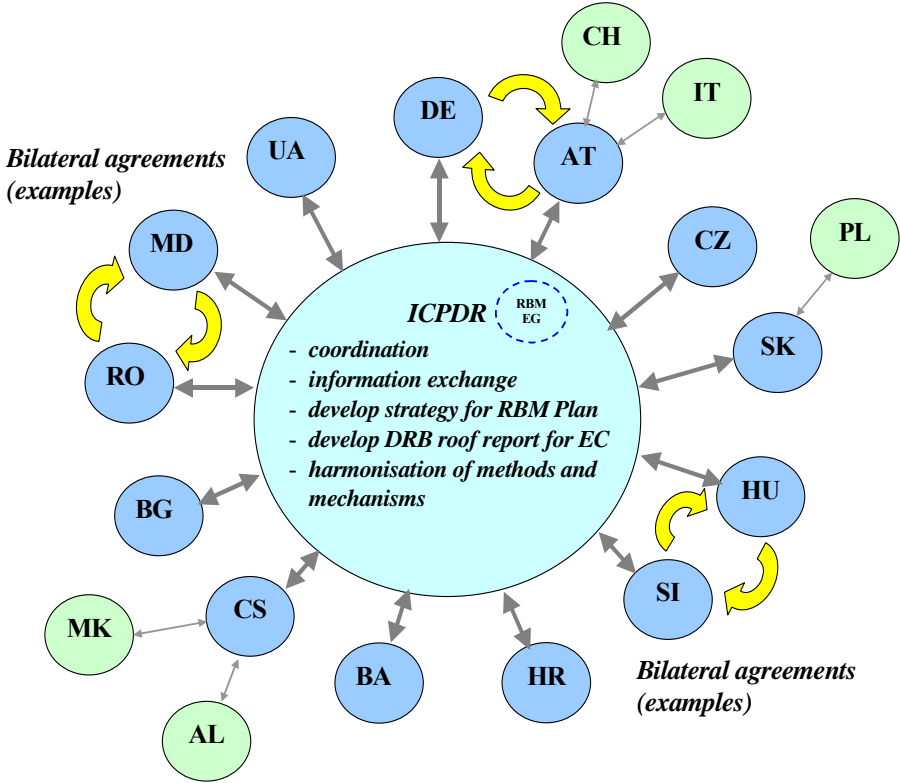 CH
IT
DE
AT
UA
Bilateral agreements
(examples)
MD
CZ
PL
ICPDR
RBM
EG
- coordination
- information exchange
- develop strategy for RBM Plan
- develop DRB roof report for EC
- harmonisation of methods and
mechanisms
SK
RO
HU
BG
SI
CS
MK
BA
HR
Bilateral agreements
(examples)
AL